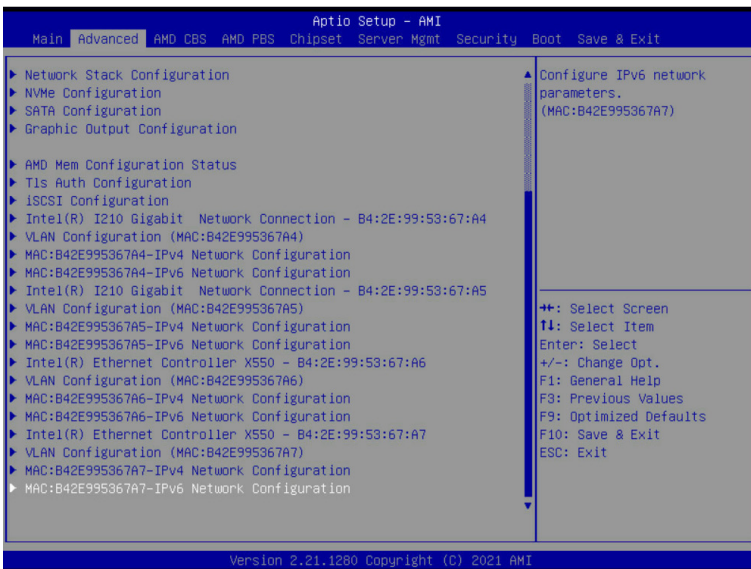 Aptio Setup - AMI
Main Advanced AMD CBS AMD PBS Chipset Server Mgmt Security Boot Save & Exit
Network Stack Configuration
NVMe Configuration
SATA Configuration
Graphic Output Configuration
AMD Mem Configuration Status
Tls Auth Configuration
iSCSI Configuration
Intel(R) I210 Gigabit  Network Connection - B4:2E:99:53:67:A4
VLAN Configuration (MAC:B42E995367A4)
MAC:B42E995367A4-IPv4 Network Configuration
MAC:B42E995367A4-IPv6 Network Configuration
Intel(R) I210 Gigabit  Network Connection - B4:2E:99:53:67:A5
VLAN Configuration (MAC:B42E995367A5)
MAC:B42E995367A5-IPv4 Network Configuration
MAC:B42E995367A5-IPv6 Network Configuration
Intel(R) Ethernet Controller X550 - B4:2E:99:53:67:A6
VLAN Configuration (MAC:B42E995367A6)
MAC:B42E995367A6-IPv4 Network Configuration
MAC:B42E995367A6-IPv6 Network Configuration
Intel(R) Ethernet Controller X550 - B4:2E:99:53:67:A7
VLAN Configuration (MAC:B42E995367A7)
MAC:B42E995367A7-IPv4 Network Configuration
MAC:B42E995367A7-IPv6 Network Configuration
Configure IPv6 network
parameters.
(MAC:B42E995367A7)
→←: Select Screen
↑↓: Select Item
Enter: Select
+/-: Change Opt.
F1: General Help
F3: Previous Values
F9: Optimized Defaults
F10: Save & Exit
ESC: Exit
Version 2.21.1280 Copyright (C) 2021 AMI